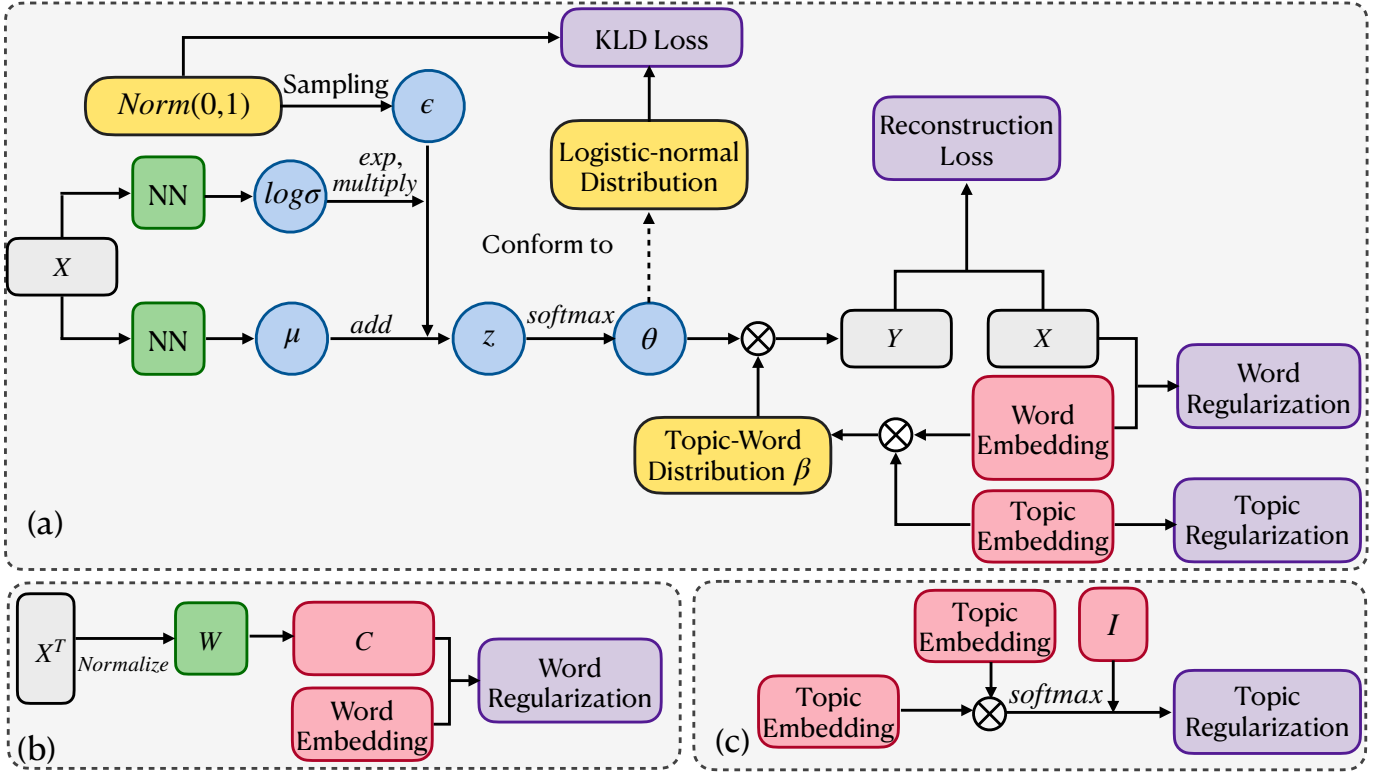 KLD Loss
Norm(0,1)
Sampling
ϵ
Logistic-normal
Distribution
Reconstruction
Loss
NN
logσ
exp,
multiply
X
Conform to
NN
μ
add
z
softmax
θ
Y
X
Word
Embedding
Word
Regularization
Topic-Word
Distribution β
Topic
Embedding
Topic
Regularization
(a)
X^T
Normalize
W
C
Word
Embedding
Word
Regularization
(b)
Topic
Embedding
I
Topic
Embedding
softmax
Topic
Regularization
(c)